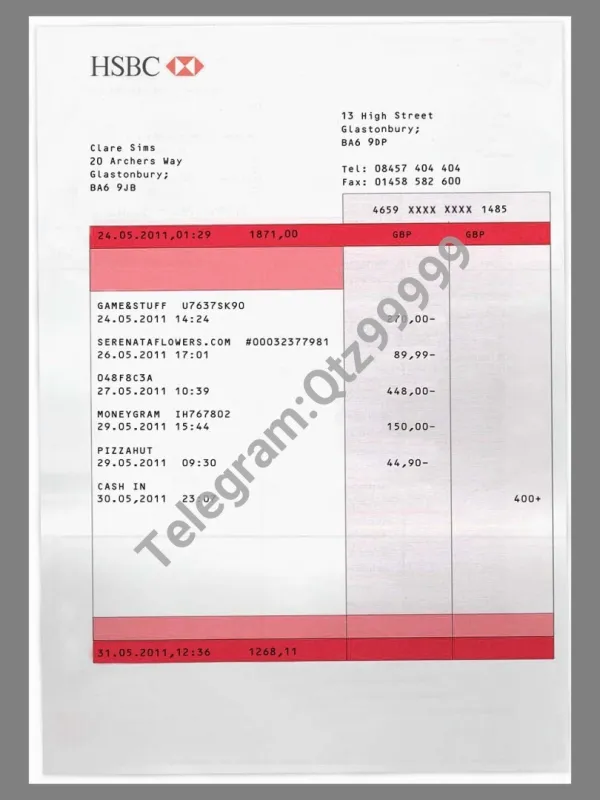 HSBC
13 High Street
Glastonbury;
BA6 9DP
Clare Sims
20 Archers Way
Glastonbury;
BA6 9JB
Tel: 08457 404 404
Fax: 01458 582 600
4659 XXXX XXXX 1485
24.05.2011,01:29 1871,00 GBP GBP
GAME&STUFF U7637SK90
24.05.2011 14:24 270,00-
SERENATAFLOWERS.COM #00032377981
26.05.2011 17:01 89,99-
048F8C3A
27.05.2011 10:39 448,00-
MONEYGRAM IH767802
29.05.2011 15:44 150,00-
PIZZAHUT
29.05.2011 09:30 44,90-
CASH IN
30.05,2011 23:07 400+
31.05.2011,12:36 1268,11
Telegram:Qtz99999